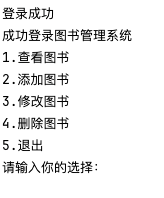 登录成功
成功登录图书管理系统
1.查看图书
2.添加图书
3.修改图书
4.删除图书
5.退出
请输入你的选择: